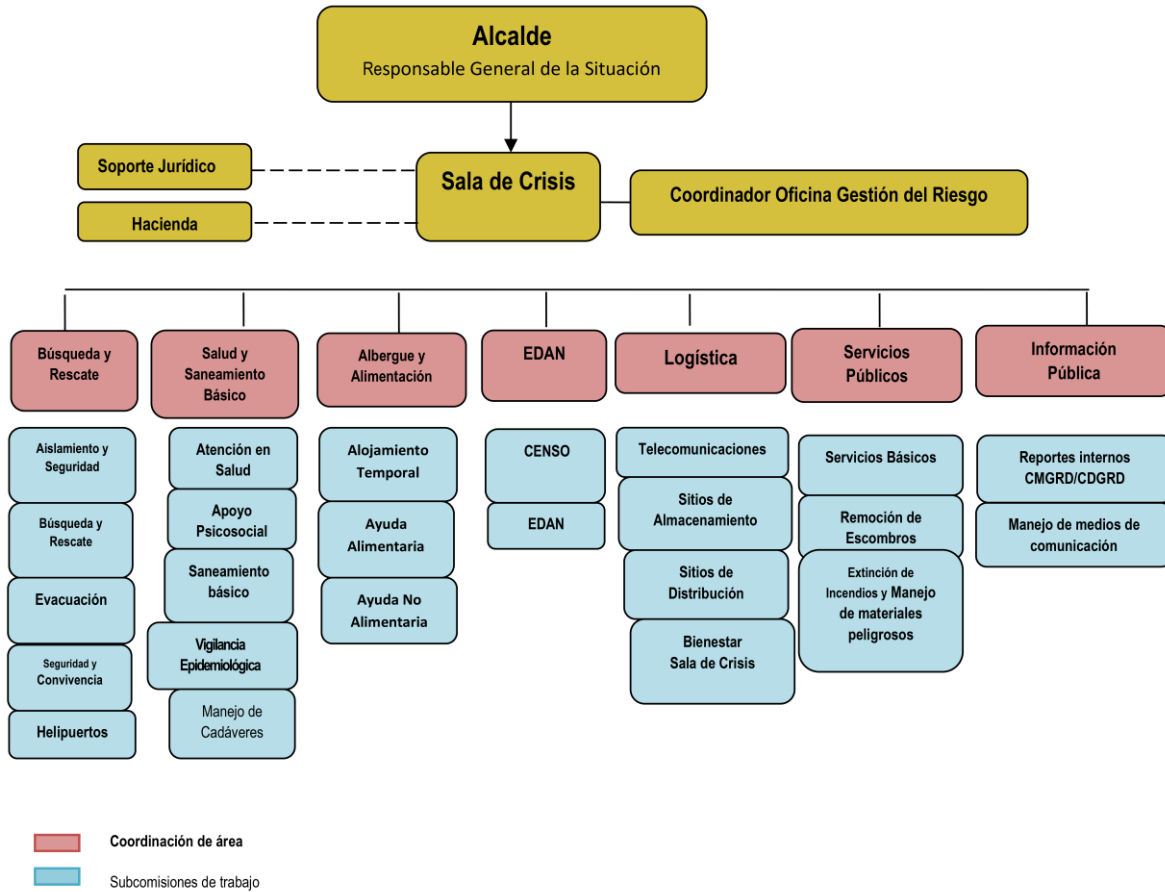 Alcalde
Responsable General de la Situación
Soporte Jurídico
Sala de Crisis
Coordinador Oficina Gestión del Riesgo
Hacienda
Búsqueda y
Rescate
Salud y
Saneamiento
Básico
Albergue y
Alimentación
EDAN
Logística
Servicios
Públicos
Información
Pública
Aislamiento y
Seguridad
Búsqueda y
Rescate
Evacuación
Seguridad y
Convivencia
Helipuertos
Atención en
Salud
Apoyo
Psicosocial
Saneamiento
básico
Vigilancia
Epidemiológica
Manejo de
Cadáveres
Alojamiento
Temporal
Ayuda
Alimentaria
Ayuda No
Alimentaria
CENSO
EDAN
Telecomunicaciones
Sitios de
Almacenamiento
Sitios de
Distribución
Bienestar
Sala de Crisis
Servicios Básicos
Remoción de
Escombros
Extinción de
Incendios y Manejo
de materiales
peligrosos
Reportes internos
CMGRD/CDGRD
Manejo de medios de
comunicación
Coordinación de área
Subcomisiones de trabajo